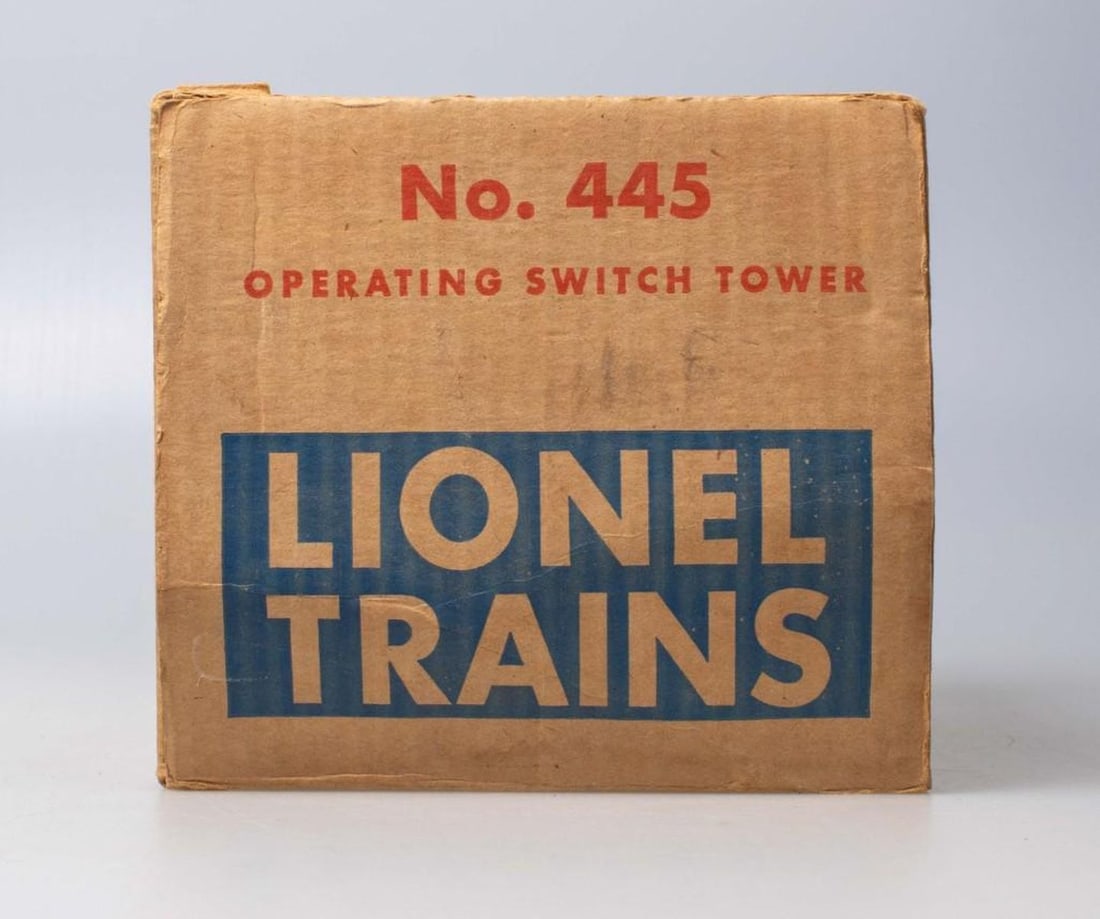 No. 445
OPERATING SWITCH TOWER
LIONEL
TRAINS